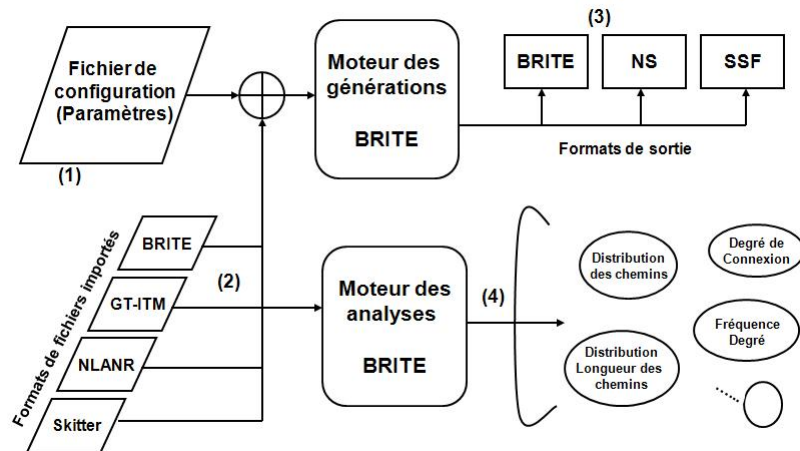 Fichier de
configuration
(Paramètres)
(1)
Moteur des
générations
BRITE
(3)
BRITE
NS
SSF
Formats de sortie
Formats de fichiers importés
BRITE
GT-ITM
NLANR
Skitter
(2)
Moteur des
analyses
BRITE
(4)
Distribution
des chemins
Degré de
Connexion
Fréquence
Degré
Distribution
Longueur des
chemins